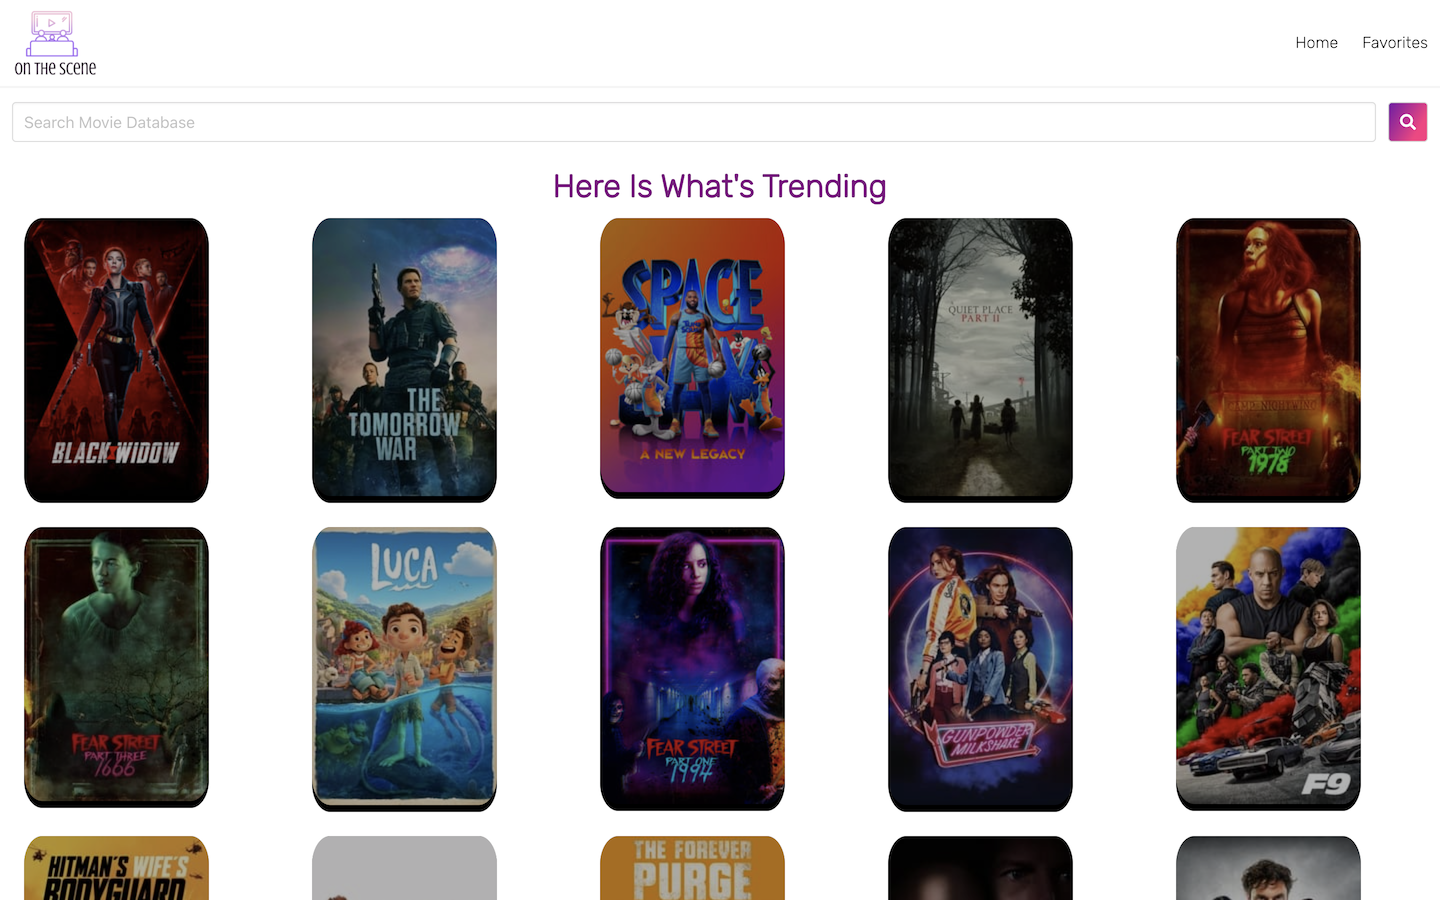 ON THE SCENE
Home
Favorites
Search Movie Database
Here Is What's Trending
BLACK WIDOW
THE
TOMORROW
WAR
SPACE
JAM
A NEW LEGACY
A
QUIET PLACE
PART II
CAMP NIGHTWING
FEAR STREET
PART TWO
1978
FEAR STREET
PART THREE
1666
LUCA
FEAR STREET
PART ONE
1994
GUNPOWDER
MILKSHAKE
F9
HITMAN'S WIFE'S
BODYGUARD
THE FOREVER
PURGE